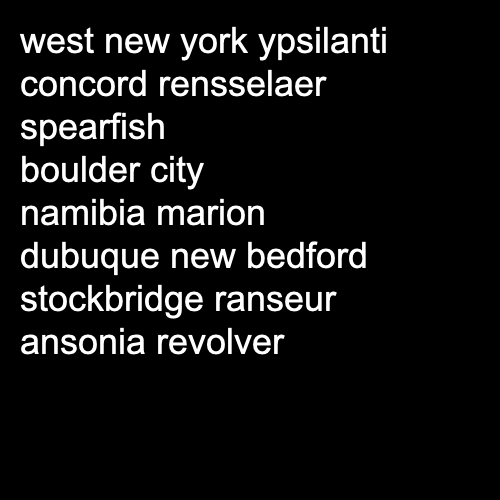 west new york ypsilanti
concord rensselaer
spearfish
boulder city
namibia marion
dubuque new bedford
stockbridge ranseur
ansonia revolver